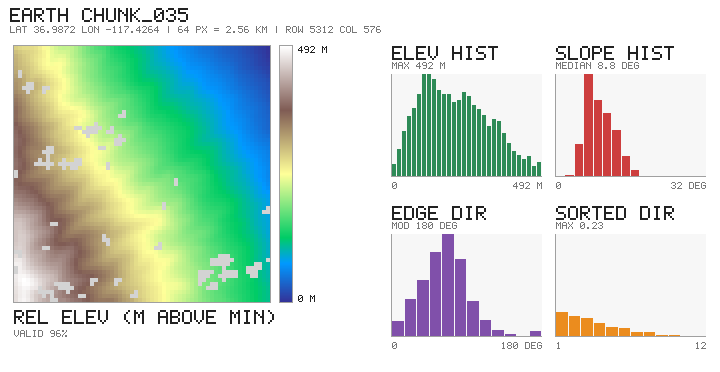 EARTH CHUNK_035
LAT 36.9872 LON -117.4264 | 64 PX = 2.56 KM | ROW 5312 COL 576
492 M
0 M
REL ELEV (M ABOVE MIN)
VALID 96%
ELEV HIST
MAX 492 M
0 492 M
SLOPE HIST
MEDIAN 8.8 DEG
0 32 DEG
EDGE DIR
MOD 180 DEG
0 180 DEG
SORTED DIR
MAX 0.23
1 12